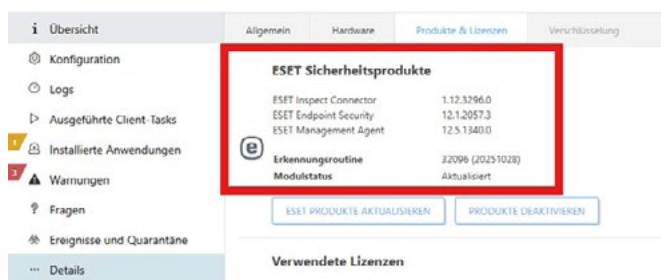 Übersicht
Allgemein Hardware Produkte & Lizenzen Verschlüsselung
Konfiguration
Logs
Ausgeführte Client-Tasks
Installierte Anwendungen
Warnungen
Fragen
Ereignisse und Quarantäne
Details
ESET Sicherheitsprodukte
ESET Inspect Connector 1.12.3296.0
ESET Endpoint Security 12.1.2057.3
ESET Management Agent 12.5.1340.0
Erkennungsroutine 32096 (20251028)
Modulstatus Aktualisiert
ESET PRODUKTE AKTUALISIEREN PRODUKTE DEAKTIVIEREN
Verwendete Lizenzen